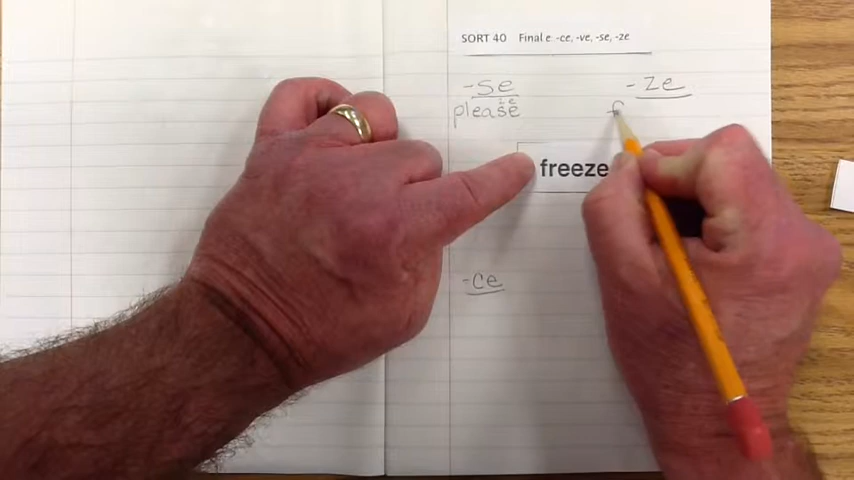 SORT 40 Final e -ce, -ve, -se, -ze
-se -ze
please f
freeze
-ce